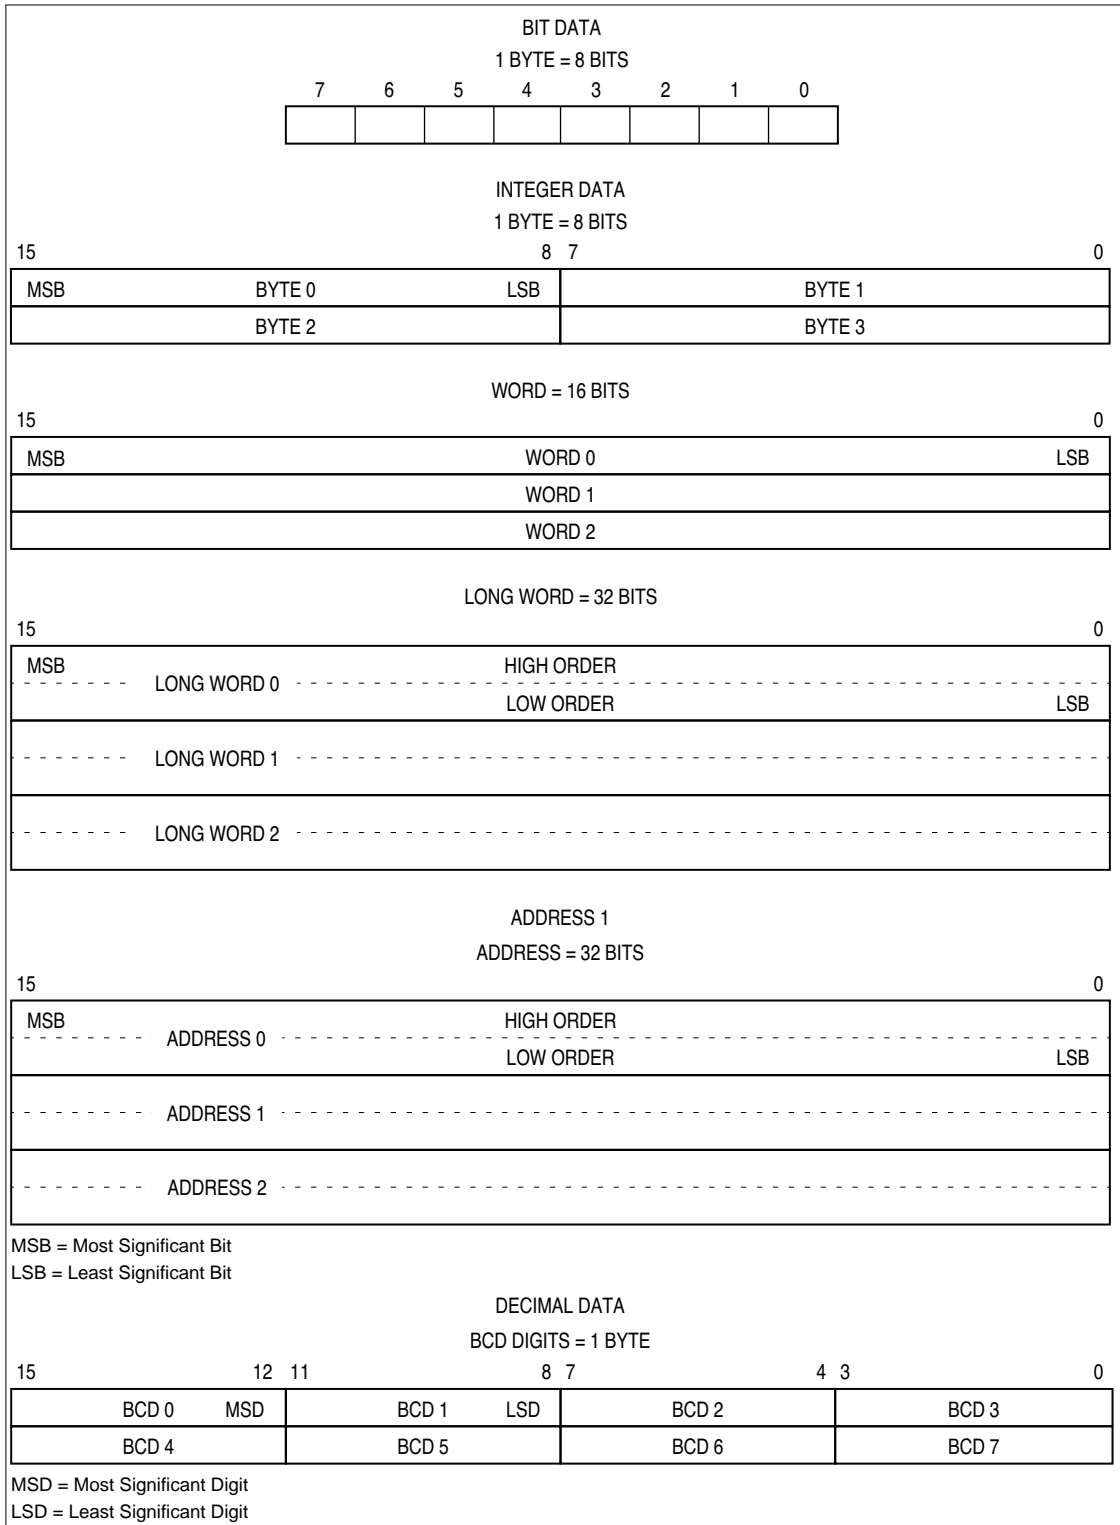 BIT DATA
1 BYTE = 8 BITS
7 6 5 4 3 2 1 0
INTEGER DATA
1 BYTE = 8 BITS
15 8 7 0
MSB BYTE 0 LSB BYTE 1
BYTE 2 BYTE 3
WORD = 16 BITS
15 0
MSB WORD 0 LSB
WORD 1
WORD 2
LONG WORD = 32 BITS
15 0
MSB HIGH ORDER
LONG WORD 0
LOW ORDER LSB
LONG WORD 1
LONG WORD 2
ADDRESS 1
ADDRESS = 32 BITS
15 0
MSB HIGH ORDER
ADDRESS 0
LOW ORDER LSB
ADDRESS 1
ADDRESS 2
MSB = Most Significant Bit
LSB = Least Significant Bit
DECIMAL DATA
BCD DIGITS = 1 BYTE
15 12 11 8 7 4 3 0
BCD 0 MSD BCD 1 LSD BCD 2 BCD 3
BCD 4 BCD 5 BCD 6 BCD 7
MSD = Most Significant Digit
LSD = Least Significant Digit